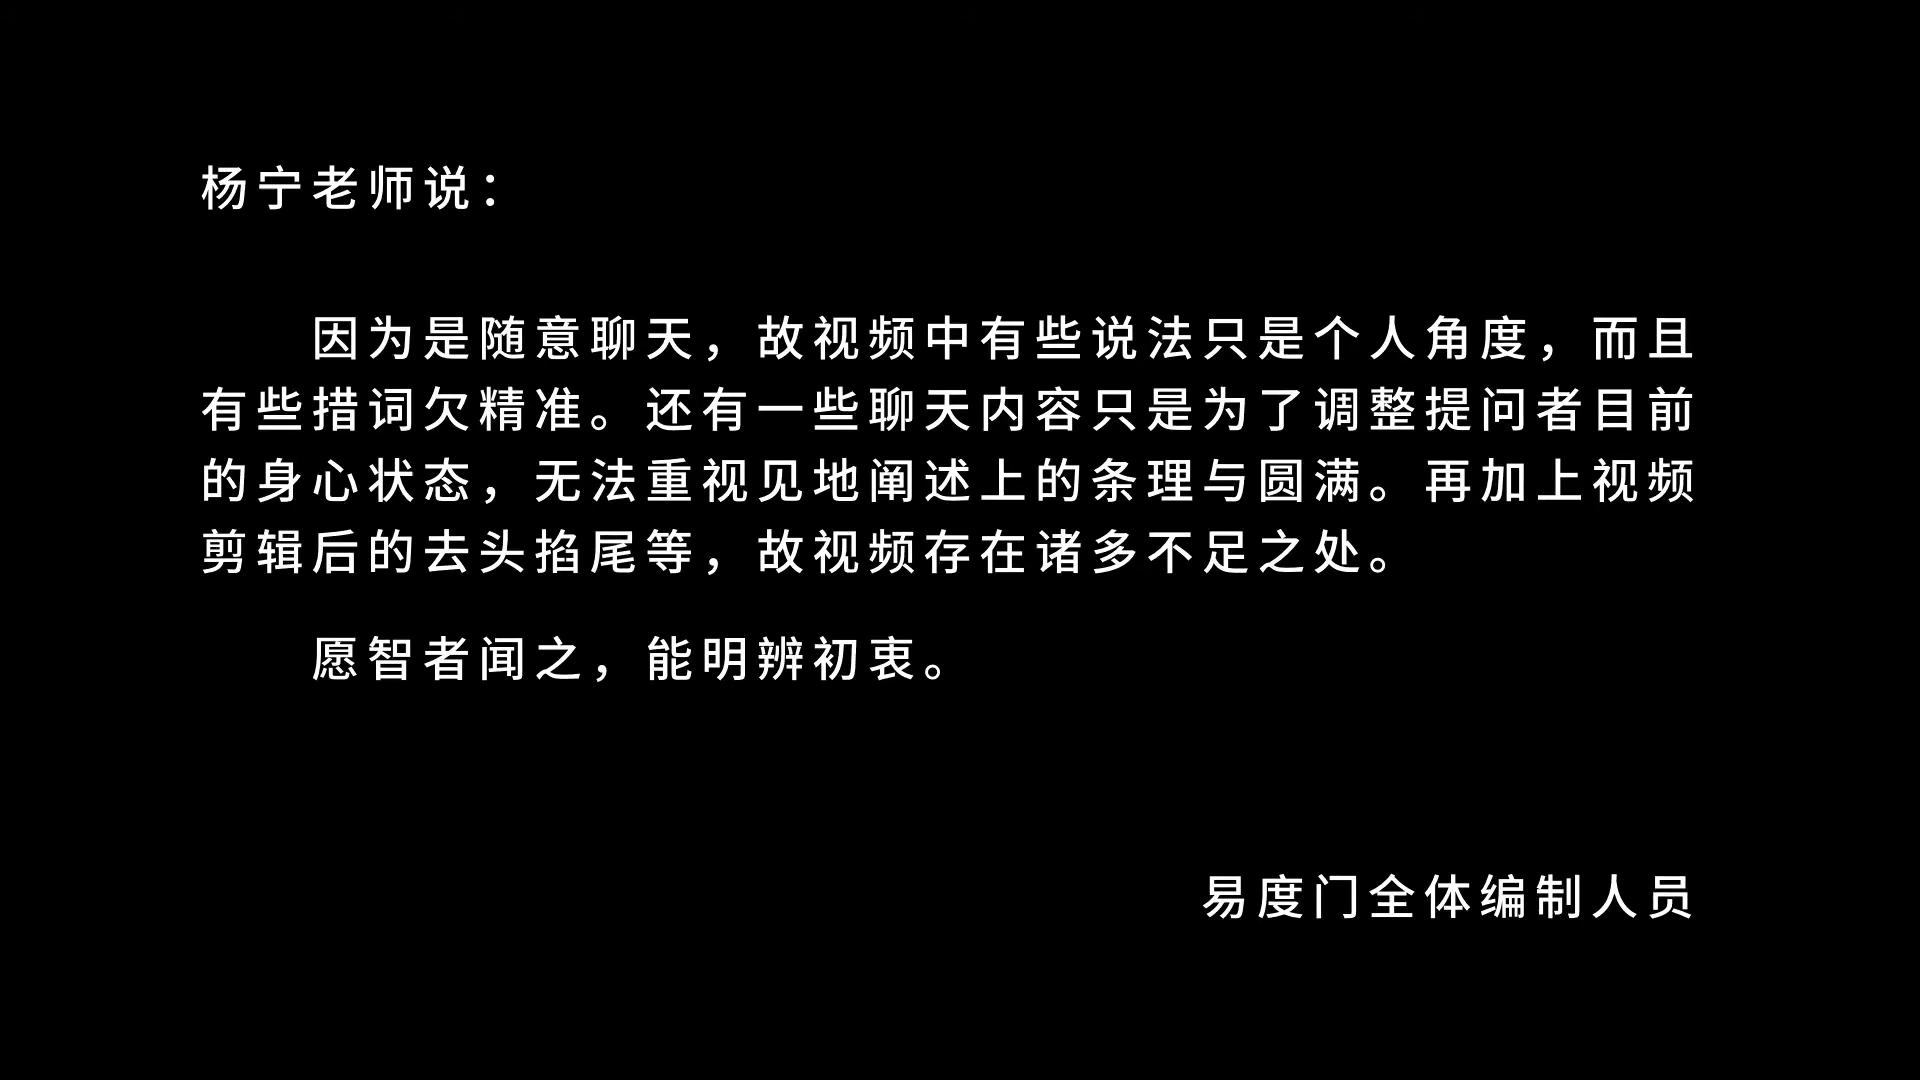 杨宁老师说：
因为是随意聊天，故视频中有些说法只是个人角度，而且
有些措词欠精准。还有一些聊天内容只是为了调整提问者目前
的身心状态，无法重视见地阐述上的条理与圆满。再加上视频
剪辑后的去头掐尾等，故视频存在诸多不足之处。
愿智者闻之，能明辨初衷。
易度门全体编制人员